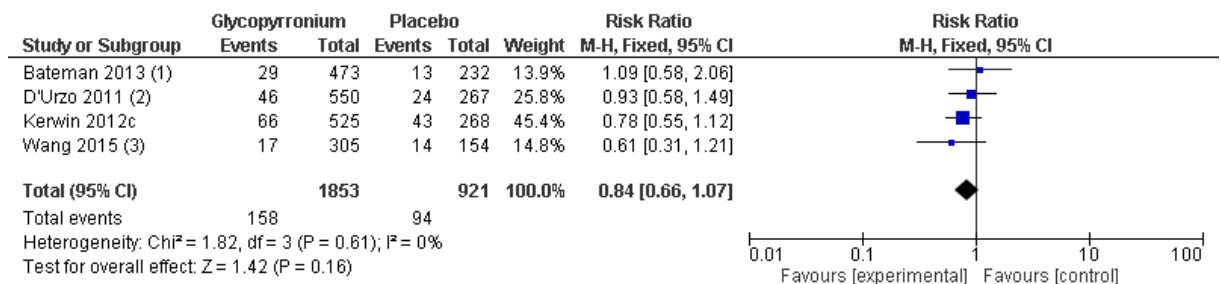 Glycopyrronium Placebo Risk Ratio Risk Ratio
Study or Subgroup Events Total Events Total Weight M-H, Fixed, 95% CI M-H, Fixed, 95% CI
Bateman 2013 (1) 29 473 13 232 13.9% 1.09 [0.58, 2.06]
D'Urzo 2011 (2) 46 550 24 267 25.8% 0.93 [0.58, 1.49]
Kerwin 2012c 66 525 43 268 45.4% 0.78 [0.55, 1.12]
Wang 2015 (3) 17 305 14 154 14.8% 0.61 [0.31, 1.21]
Total (95% CI) 1853 921 100.0% 0.84 [0.66, 1.07]
Total events 158 94
Heterogeneity: Chi² = 1.82, df = 3 (P = 0.61); I² = 0%
Test for overall effect: Z = 1.42 (P = 0.16)
0.01 0.1 1 10 100
Favours [experimental] Favours [control]